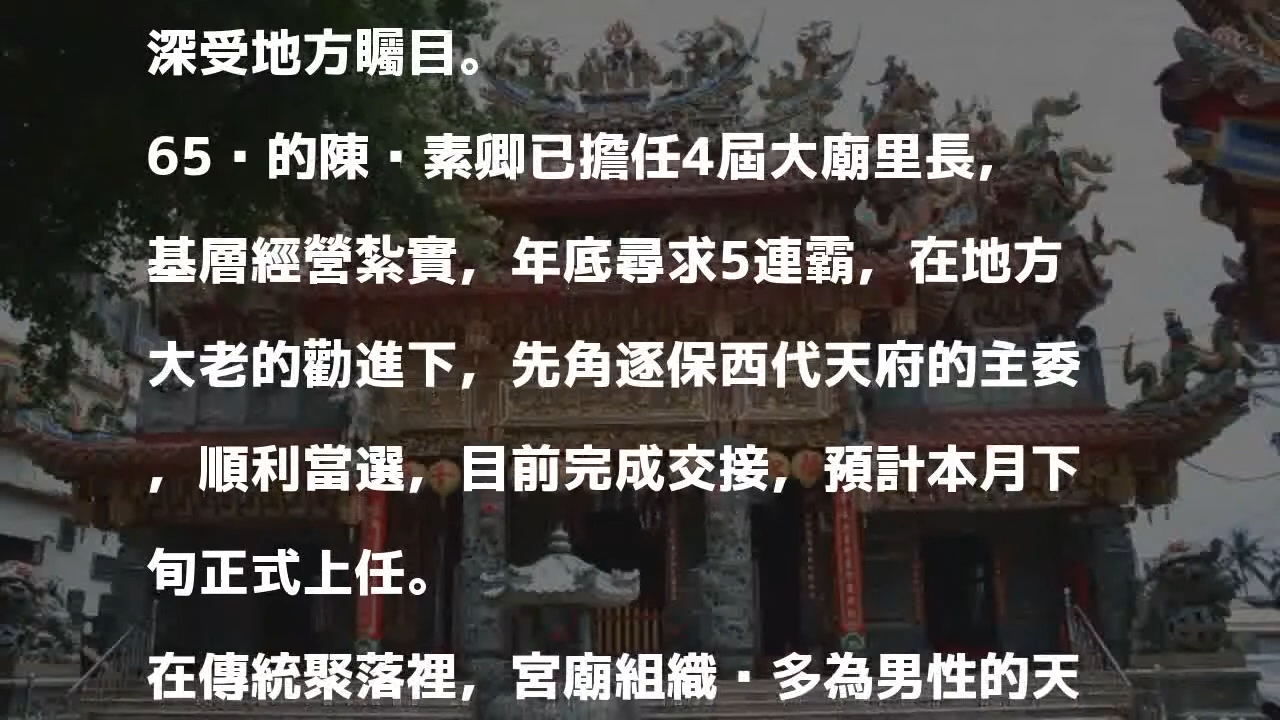 深受地方矚目。
65▪的陳▪素卿已擔任4屆大廟里長，
基層經營紮實，年底尋求5連霸，在地方
大老的勸進下，先角逐保西代天府的主委
，順利當選，目前完成交接，預計本月下
旬正式上任。
在傳統聚落裡，宮廟組織▪多為男性的天